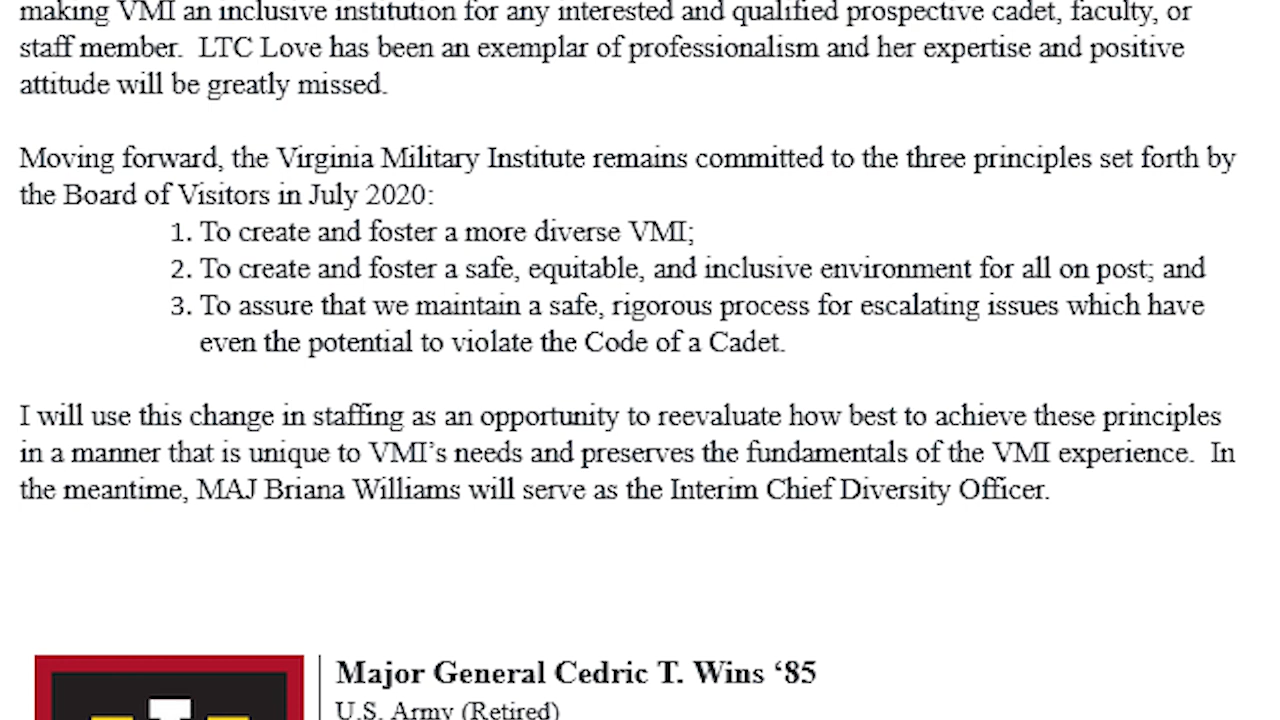 making VMI an inclusive institution for any interested and qualified prospective cadet, faculty, or
staff member.  LTC Love has been an exemplar of professionalism and her expertise and positive
attitude will be greatly missed.
Moving forward, the Virginia Military Institute remains committed to the three principles set forth by
the Board of Visitors in July 2020:
1. To create and foster a more diverse VMI;
2. To create and foster a safe, equitable, and inclusive environment for all on post; and
3. To assure that we maintain a safe, rigorous process for escalating issues which have
even the potential to violate the Code of a Cadet.
I will use this change in staffing as an opportunity to reevaluate how best to achieve these principles
in a manner that is unique to VMI’s needs and preserves the fundamentals of the VMI experience.  In
the meantime, MAJ Briana Williams will serve as the Interim Chief Diversity Officer.
Major General Cedric T. Wins ‘85
U.S. Army (Retired)